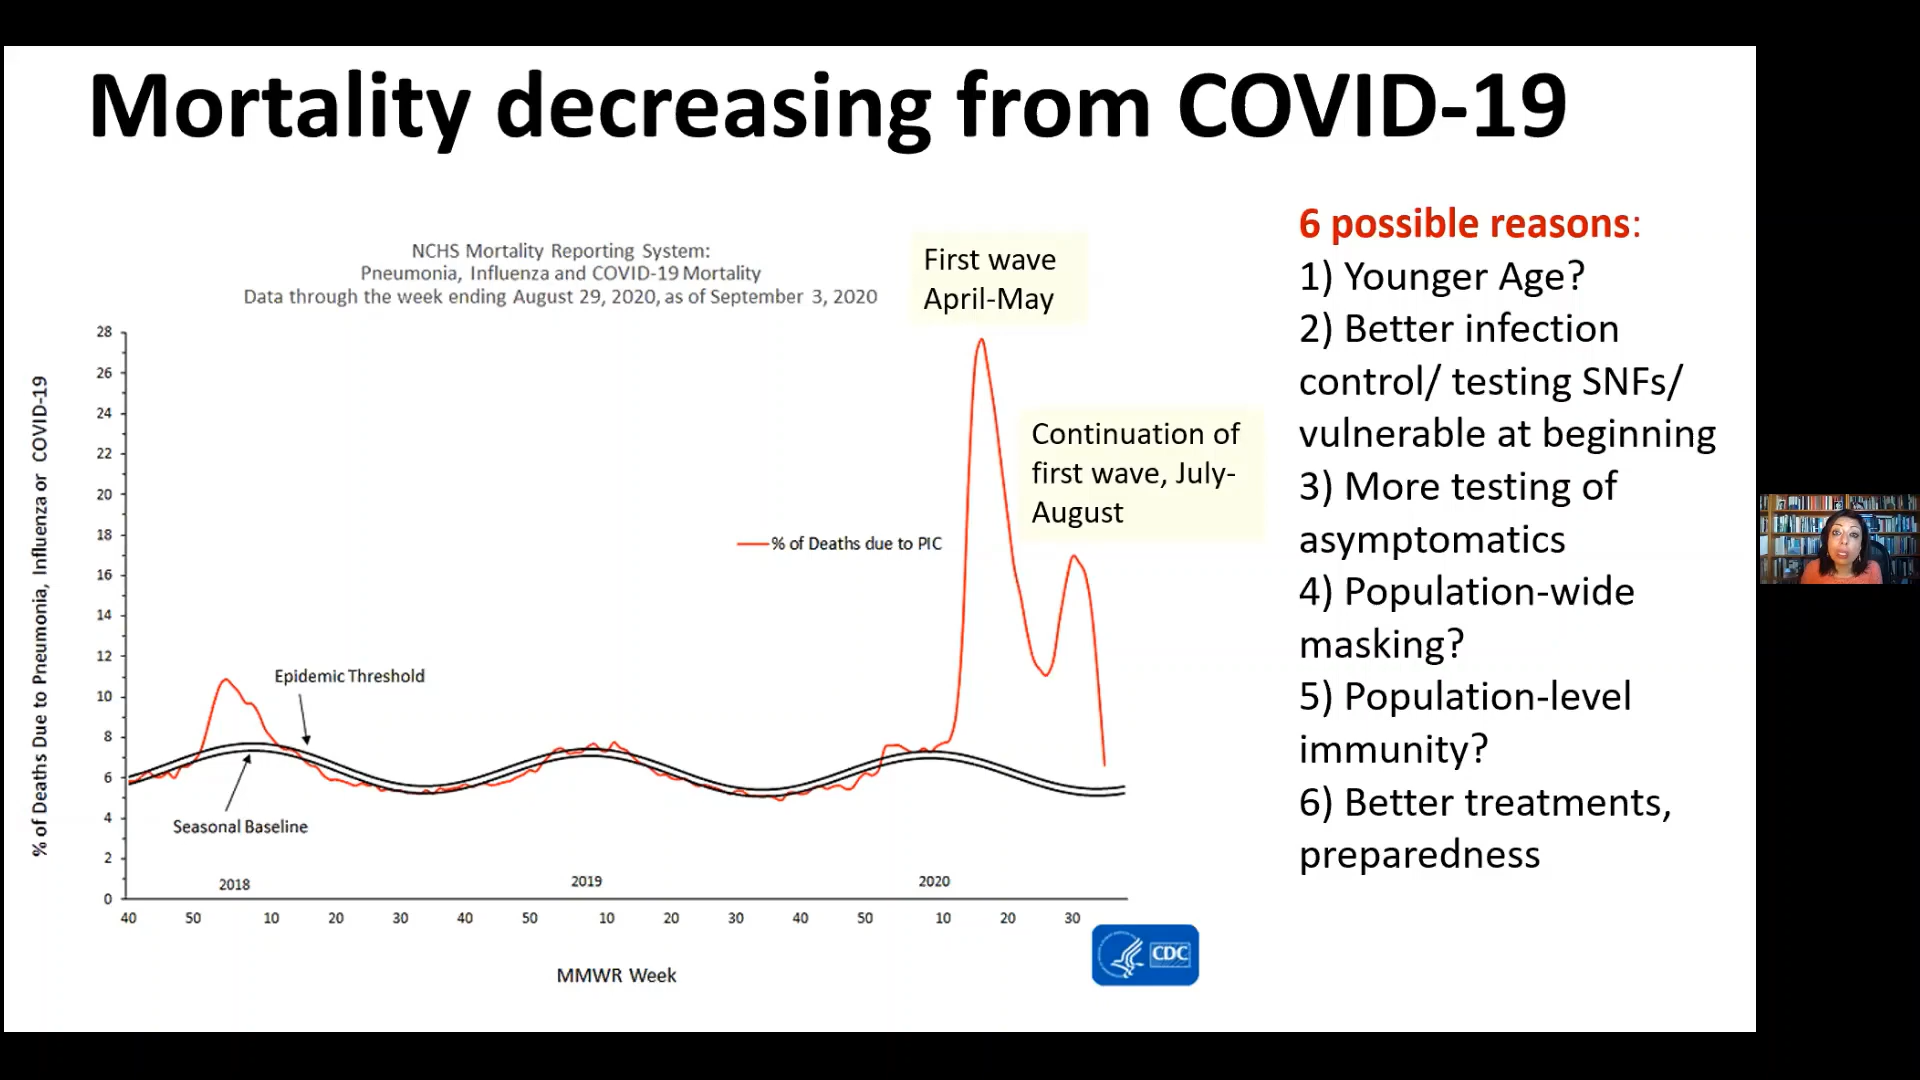 Mortality decreasing from COVID-19
NCHS Mortality Reporting System:
Pneumonia, Influenza and COVID-19 Mortality
Data through the week ending August 29, 2020, as of September 3, 2020
% of Deaths Due to Pneumonia, Influenza or COVID-19
28
26
24
22
20
18
16
14
12
10
8
6
4
2
0
First wave
April-May
Continuation of
first wave, July-
August
% of Deaths due to PIC
Epidemic Threshold
Seasonal Baseline
2018 2019 2020
40 50 10 20 30 40 50 10 20 30 40 50 10 20 30
MMWR Week
CDC
6 possible reasons:
1) Younger Age?
2) Better infection
control/ testing SNFs/
vulnerable at beginning
3) More testing of
asymptomatics
4) Population-wide
masking?
5) Population-level
immunity?
6) Better treatments,
preparedness